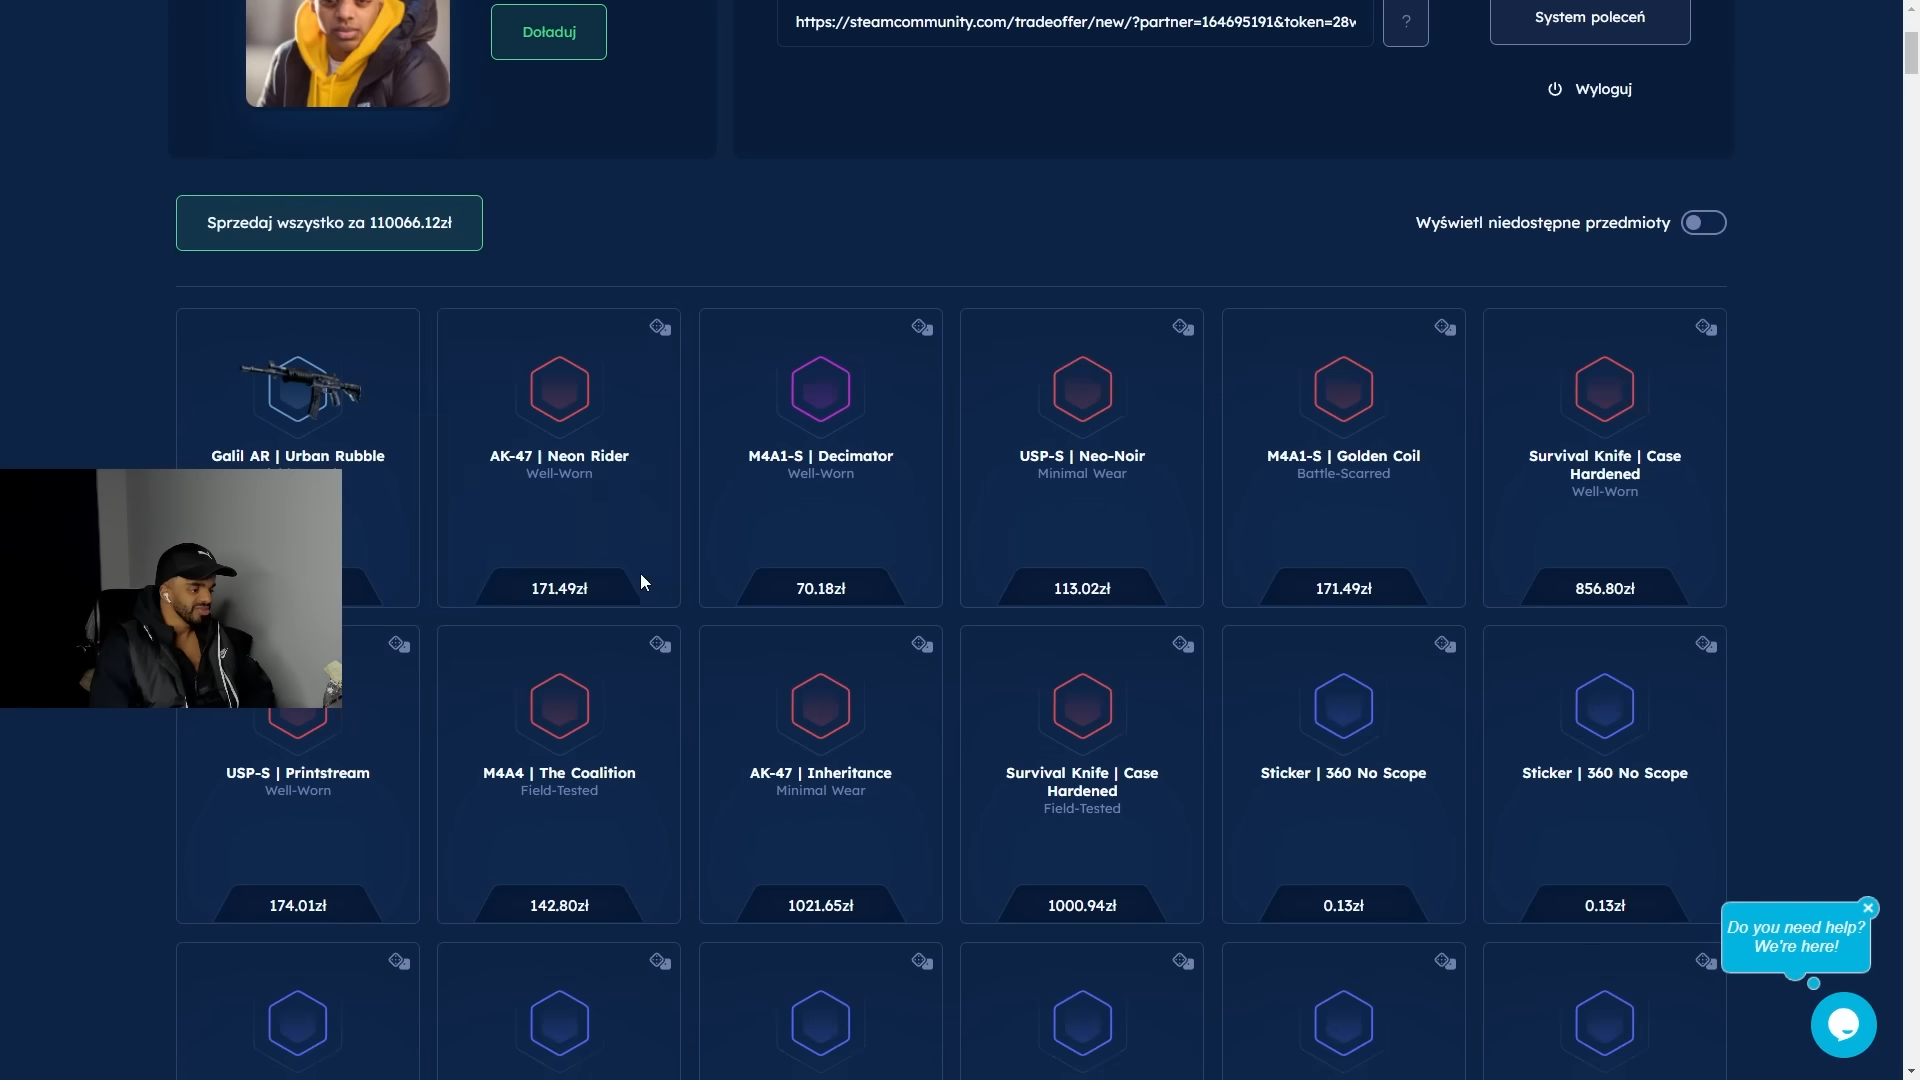 Doładuj
https://steamcommunity.com/tradeoffer/new/?partner=164695191&token=28v
?
System poleceń
Wyloguj
Sprzedaj wszystko za 110066.12zł
Wyświetl niedostępne przedmioty
Galil AR | Urban Rubble
AK-47 | Neon Rider
Well-Worn
171.49zł
M4A1-S | Decimator
Well-Worn
70.18zł
USP-S | Neo-Noir
Minimal Wear
113.02zł
M4A1-S | Golden Coil
Battle-Scarred
171.49zł
Survival Knife | Case
Hardened
Well-Worn
856.80zł
USP-S | Printstream
Well-Worn
174.01zł
M4A4 | The Coalition
Field-Tested
142.80zł
AK-47 | Inheritance
Minimal Wear
1021.65zł
Survival Knife | Case
Hardened
Field-Tested
1000.94zł
Sticker | 360 No Scope
0.13zł
Sticker | 360 No Scope
0.13zł
Do you need help?
We're here!